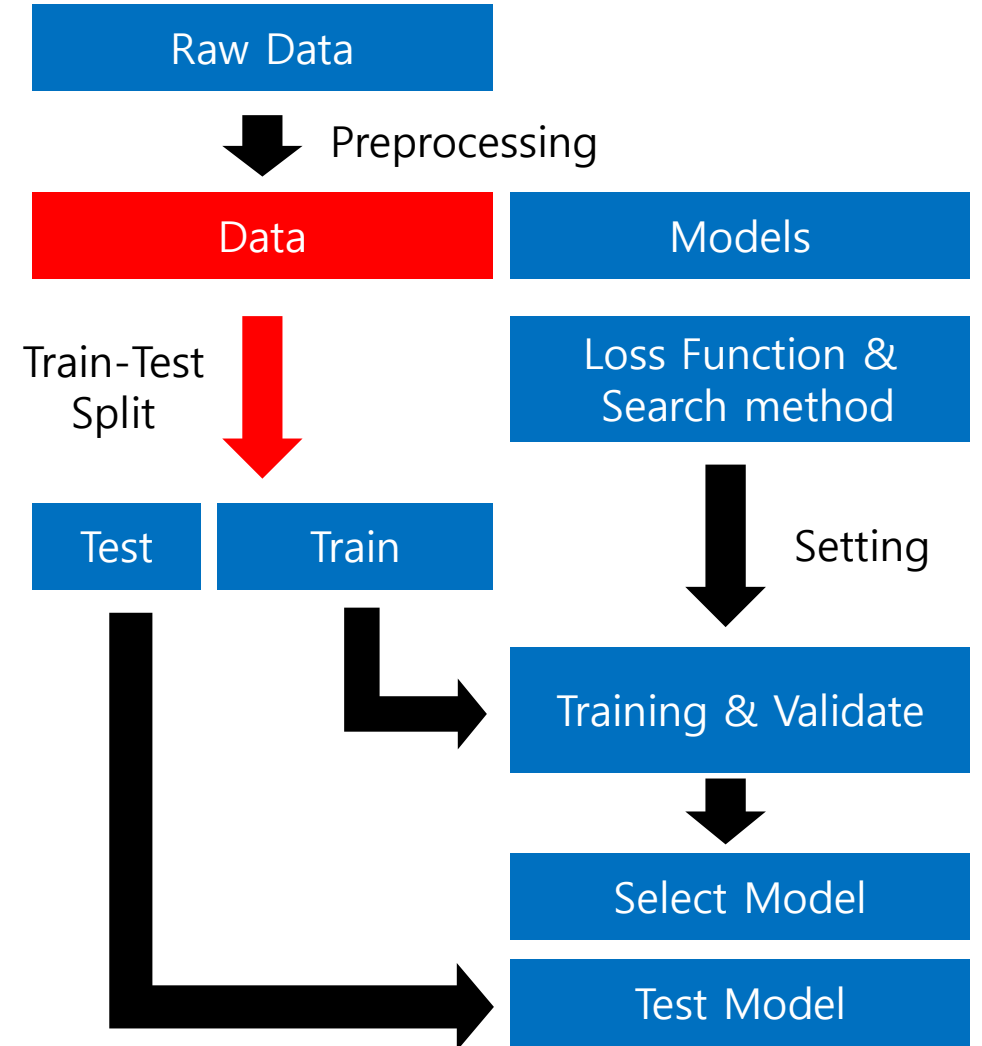 Raw Data
Preprocessing
Data
Models
Train-Test
Split
Loss Function &
Search method
Test
Train
Setting
Training & Validate
Select Model
Test Model